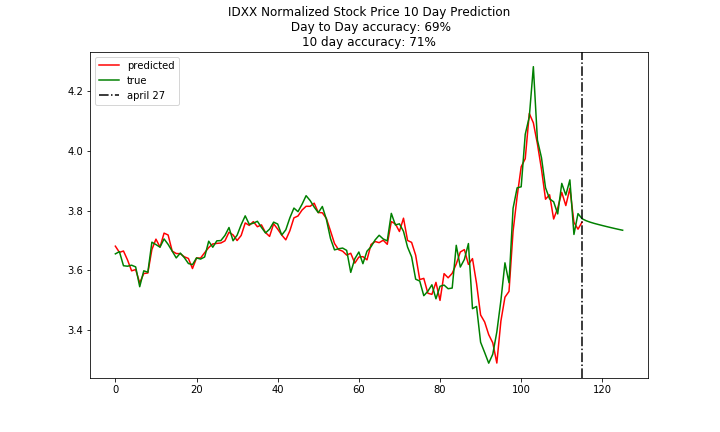 IDXX Normalized Stock Price 10 Day Prediction
Day to Day accuracy: 69%
10 day accuracy: 71%
predicted
true
april 27
4.2
4.0
3.8
3.6
3.4
0 20 40 60 80 100 120